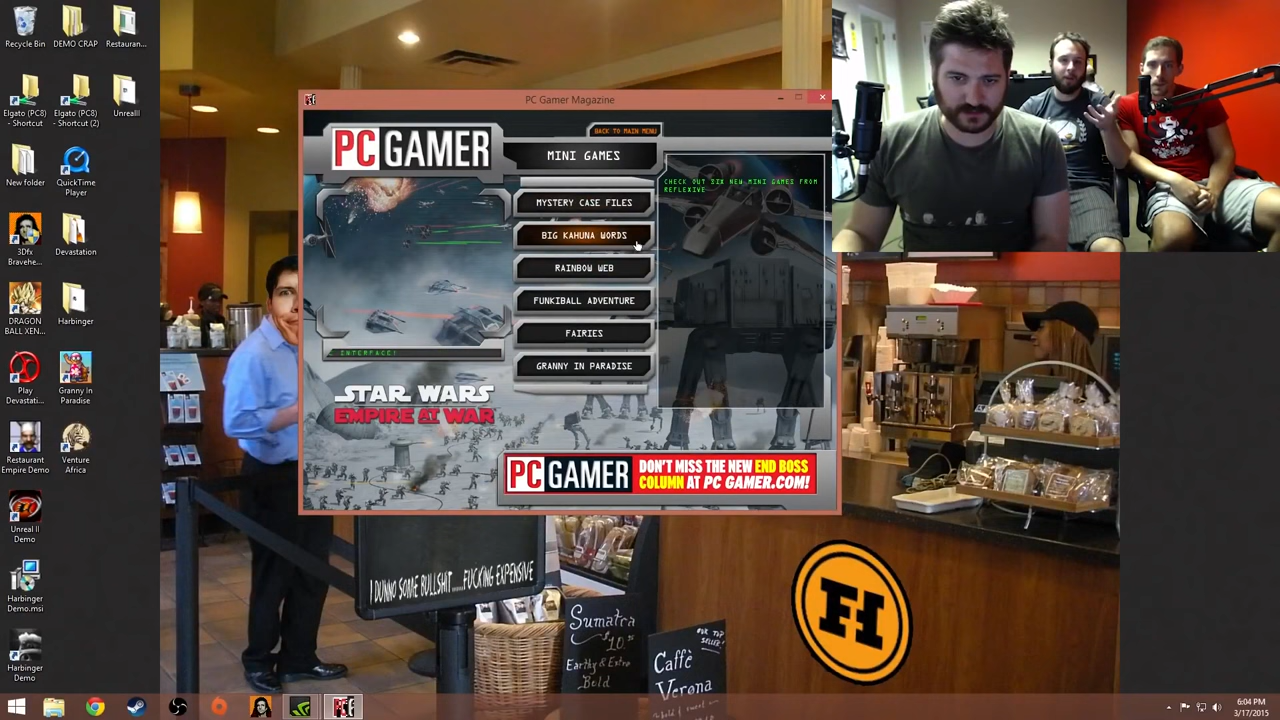 Recycle Bin
DEMO CRAP
Restauran...
Elgato (PC8)
- Shortcut
Elgato (PC8)
- Shortcut (2)
Unreall
New folder
QuickTime
Player
3Dfx
Bravehe...
Devastation
DRAGON
BALL XEN...
Harbinger
Play
Devastati...
Granny In
Paradise
Restaurant
Empire Demo
Venture
Africa
Unreal II
Demo
Harbinger
Demo.msi
Harbinger
Demo
PC Gamer Magazine
PC GAMER
BACK TO MAIN MENU
MINI GAMES
MYSTERY CASE FILES
BIG KAHUNA WORDS
RAINBOW WEB
FUNKIBALL ADVENTURE
FAIRIES
GRANNY IN PARADISE
CHECK OUT SIX NEW MINI GAMES FROM
REFLEXIVE
INTERFACE!
STAR WARS
EMPIRE AT WAR
PC GAMER
DON'T MISS THE NEW END BOSS
COLUMN AT PC GAMER.COM!
I DUNNO SOME BULLSHIT......FUCKING EXPENSIVE
Sumatra
Earthy & Extra
Bold
OUR TOP
SELLER!
Caffè
Verona
FH
6:04 PM
3/17/2015